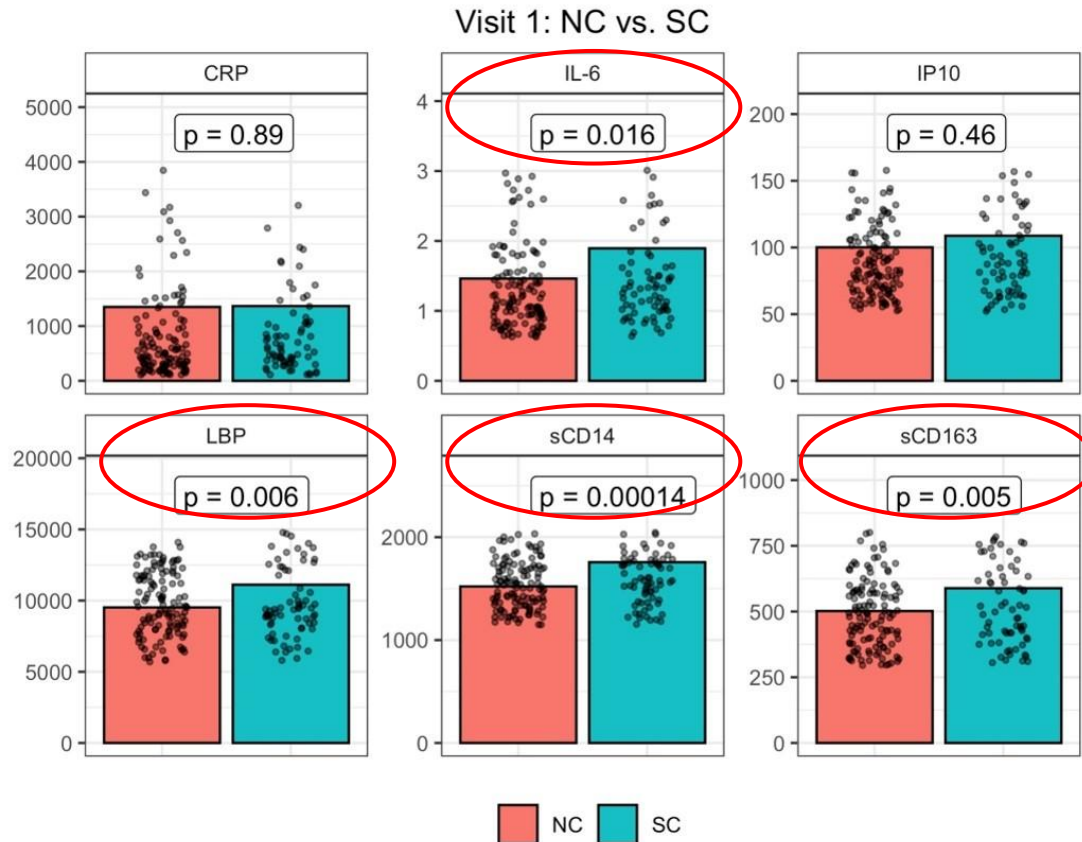 Visit 1: NC vs. SC
CRP
5000
4000
3000
2000
1000
0
p = 0.89
IL-6
4
3
2
1
0
p = 0.016
IP10
200
150
100
50
0
p = 0.46
LBP
20000
15000
10000
5000
0
p = 0.006
sCD14
2000
1000
0
p = 0.00014
sCD163
1000
750
500
250
0
p = 0.005
NC SC